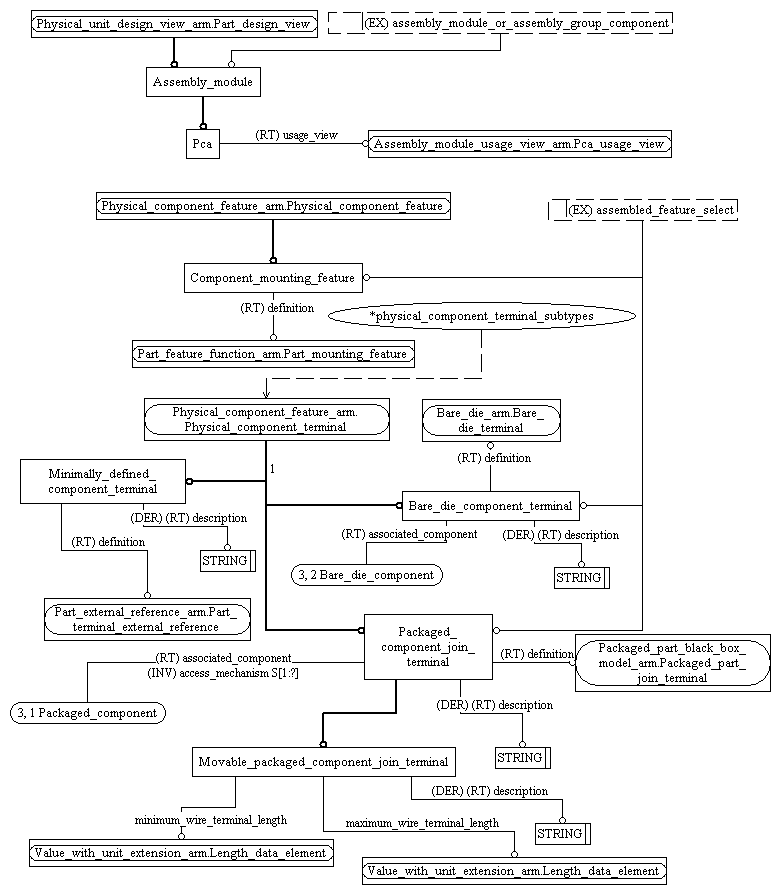 Physical_unit_design_view_arm.Part_design_view
(EX) assembly_module_or_assembly_group_component
Assembly_module
Pca
(RT) usage_view
Assembly_module_usage_view_arm.Pca_usage_view
Physical_component_feature_arm.Physical_component_feature
(EX) assembled_feature_select
Component_mounting_feature
(RT) definition
*physical_component_terminal_subtypes
Part_feature_function_arm.Part_mounting_feature
Physical_component_feature_arm.
Physical_component_terminal
Bare_die_arm.Bare_
die_terminal
(RT) definition
1
Minimally_defined_
component_terminal
Bare_die_component_terminal
(DER) (RT) description
(RT) definition
STRING
(RT) associated_component
(DER) (RT) description
3, 2 Bare_die_component
STRING
Part_external_reference_arm.Part_
terminal_external_reference
Packaged_
component_join_
terminal
(RT) definition
Packaged_part_black_box_
model_arm.Packaged_part_
join_terminal
(RT) associated_component
(INV) access_mechanism S[1:?]
3, 1 Packaged_component
(DER) (RT) description
STRING
Movable_packaged_component_join_terminal
(DER) (RT) description
STRING
minimum_wire_terminal_length
maximum_wire_terminal_length
Value_with_unit_extension_arm.Length_data_element
Value_with_unit_extension_arm.Length_data_element